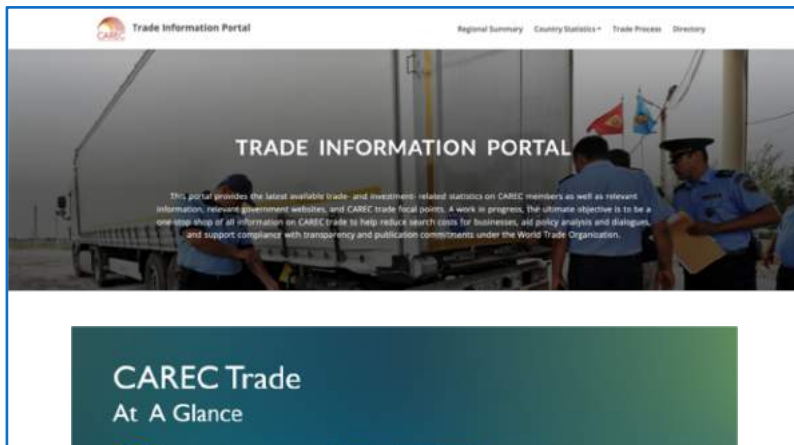 CAREC
Trade Information Portal
Regional Summary Country Statistics Trade Process Directory
TRADE INFORMATION PORTAL
This portal provides the latest available trade- and investment- related statistics on CAREC members as well as relevant
information, relevant government websites, and CAREC trade focal points. A work in progress, the ultimate objective is to be a
one-stop shop of all information on CAREC trade to help reduce search costs for businesses, aid policy analysis and dialogues,
and support compliance with transparency and publication commitments under the World Trade Organization.
CAREC Trade
At A Glance